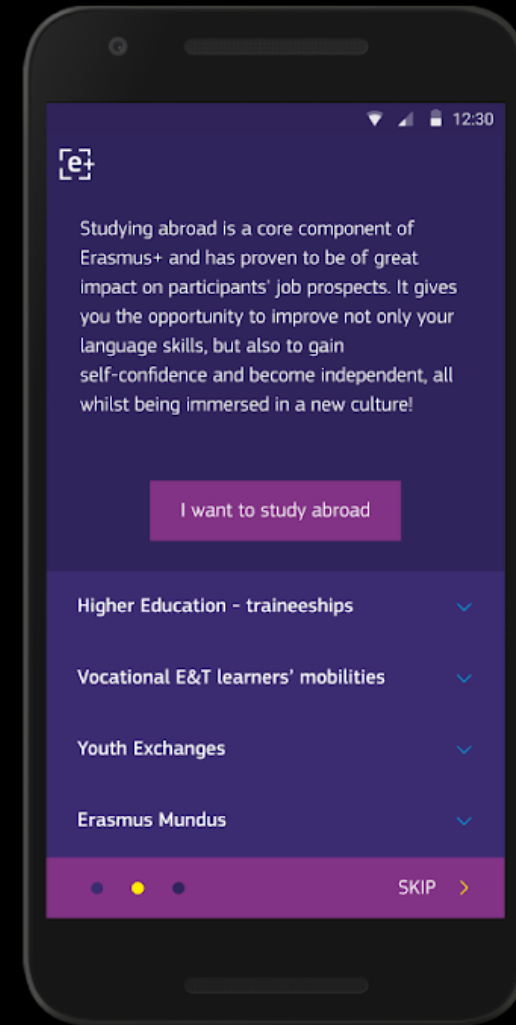 12:30
e+
Studying abroad is a core component of
Erasmus+ and has proven to be of great
impact on participants' job prospects. It gives
you the opportunity to improve not only your
language skills, but also to gain
self-confidence and become independent, all
whilst being immersed in a new culture!
I want to study abroad
Higher Education - traineeships
Vocational E&T learners' mobilities
Youth Exchanges
Erasmus Mundus
SKIP